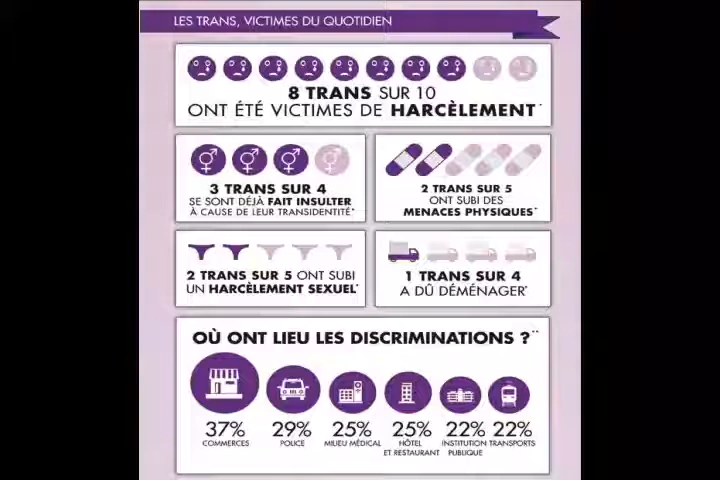 LES TRANS, VICTIMES DU QUOTIDIEN
8 TRANS SUR 10
ONT ÉTÉ VICTIMES DE HARCÈLEMENT*
3 TRANS SUR 4
SE SONT DÉJÀ FAIT INSULTER
À CAUSE DE LEUR TRANSIDENTITÉ*
2 TRANS SUR 5
ONT SUBI DES
MENACES PHYSIQUES*
2 TRANS SUR 5 ONT SUBI
UN HARCÈLEMENT SEXUEL*
1 TRANS SUR 4
A DÛ DÉMÉNAGER*
OÙ ONT LIEU LES DISCRIMINATIONS ?**
37%
COMMERCES
29%
POLICE
25%
MILIEU MÉDICAL
25%
HÔTEL
ET RESTAURANT
22%
INSTITUTION
PUBLIQUE
22%
TRANSPORTS